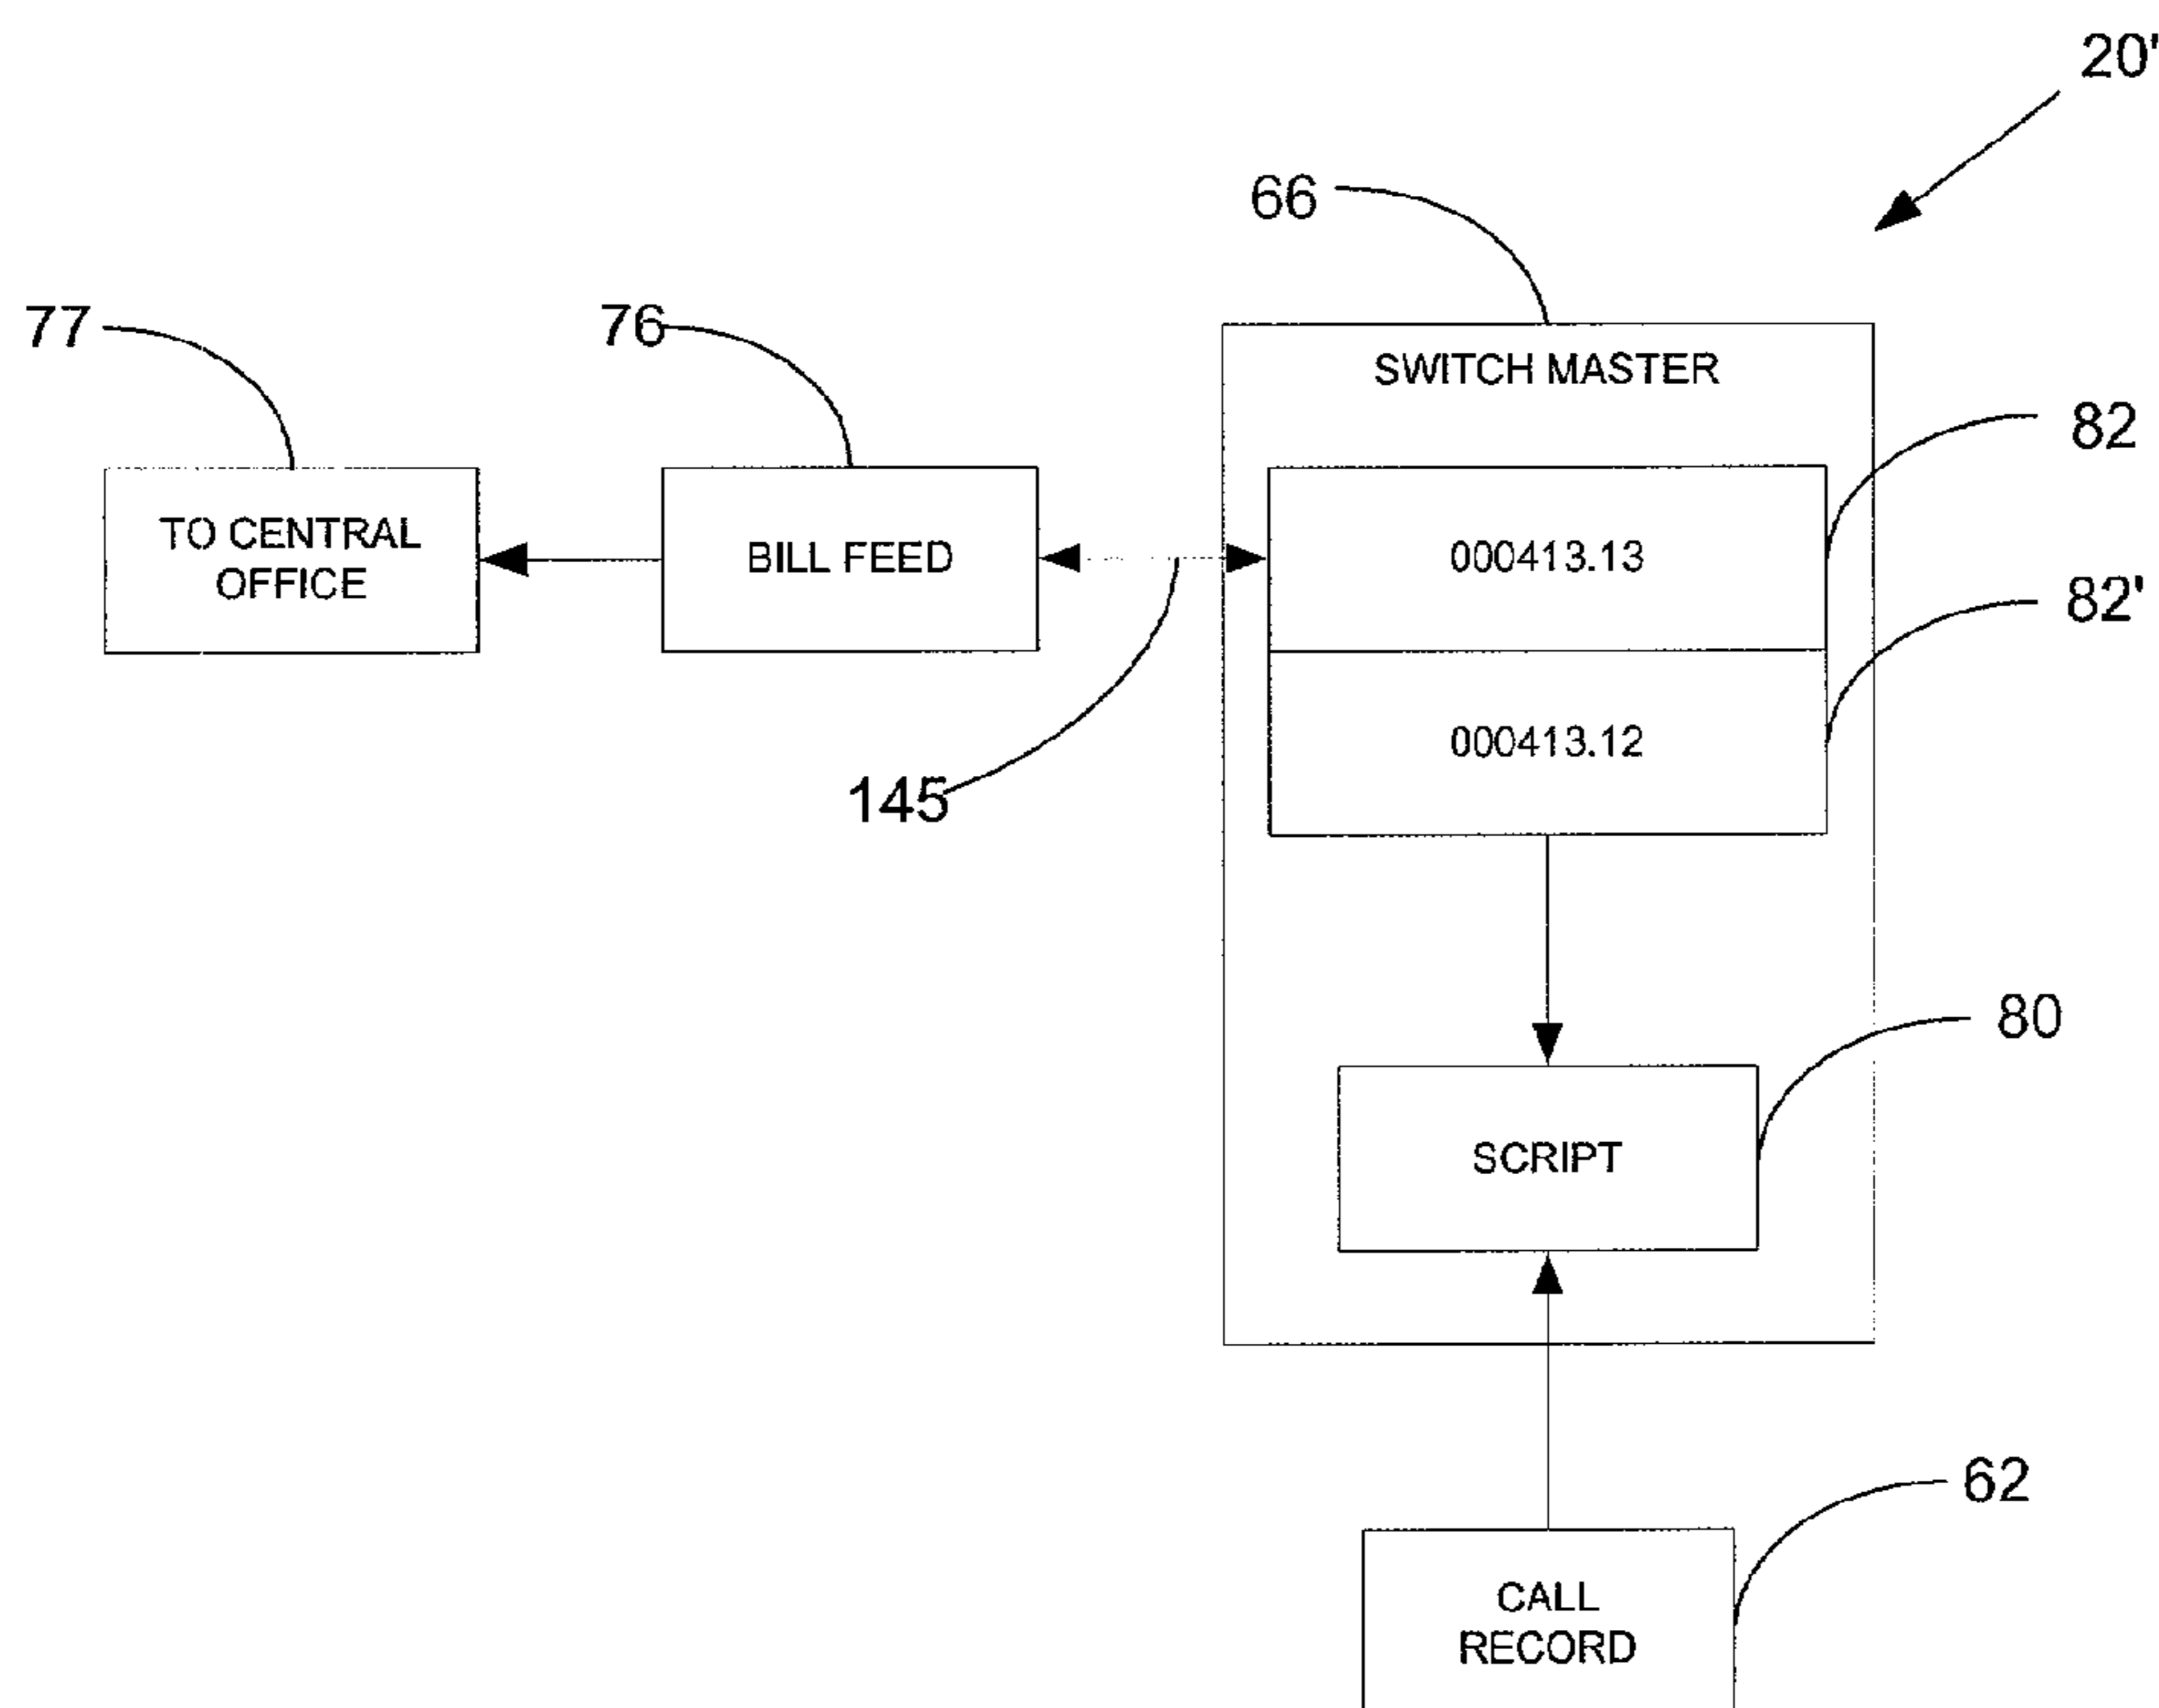 20'
66
77
76
SWITCH MASTER
82
TO CENTRAL
OFFICE
BILL FEED
000413.13
82'
145
000413.12
80
SCRIPT
62
CALL
RECORD